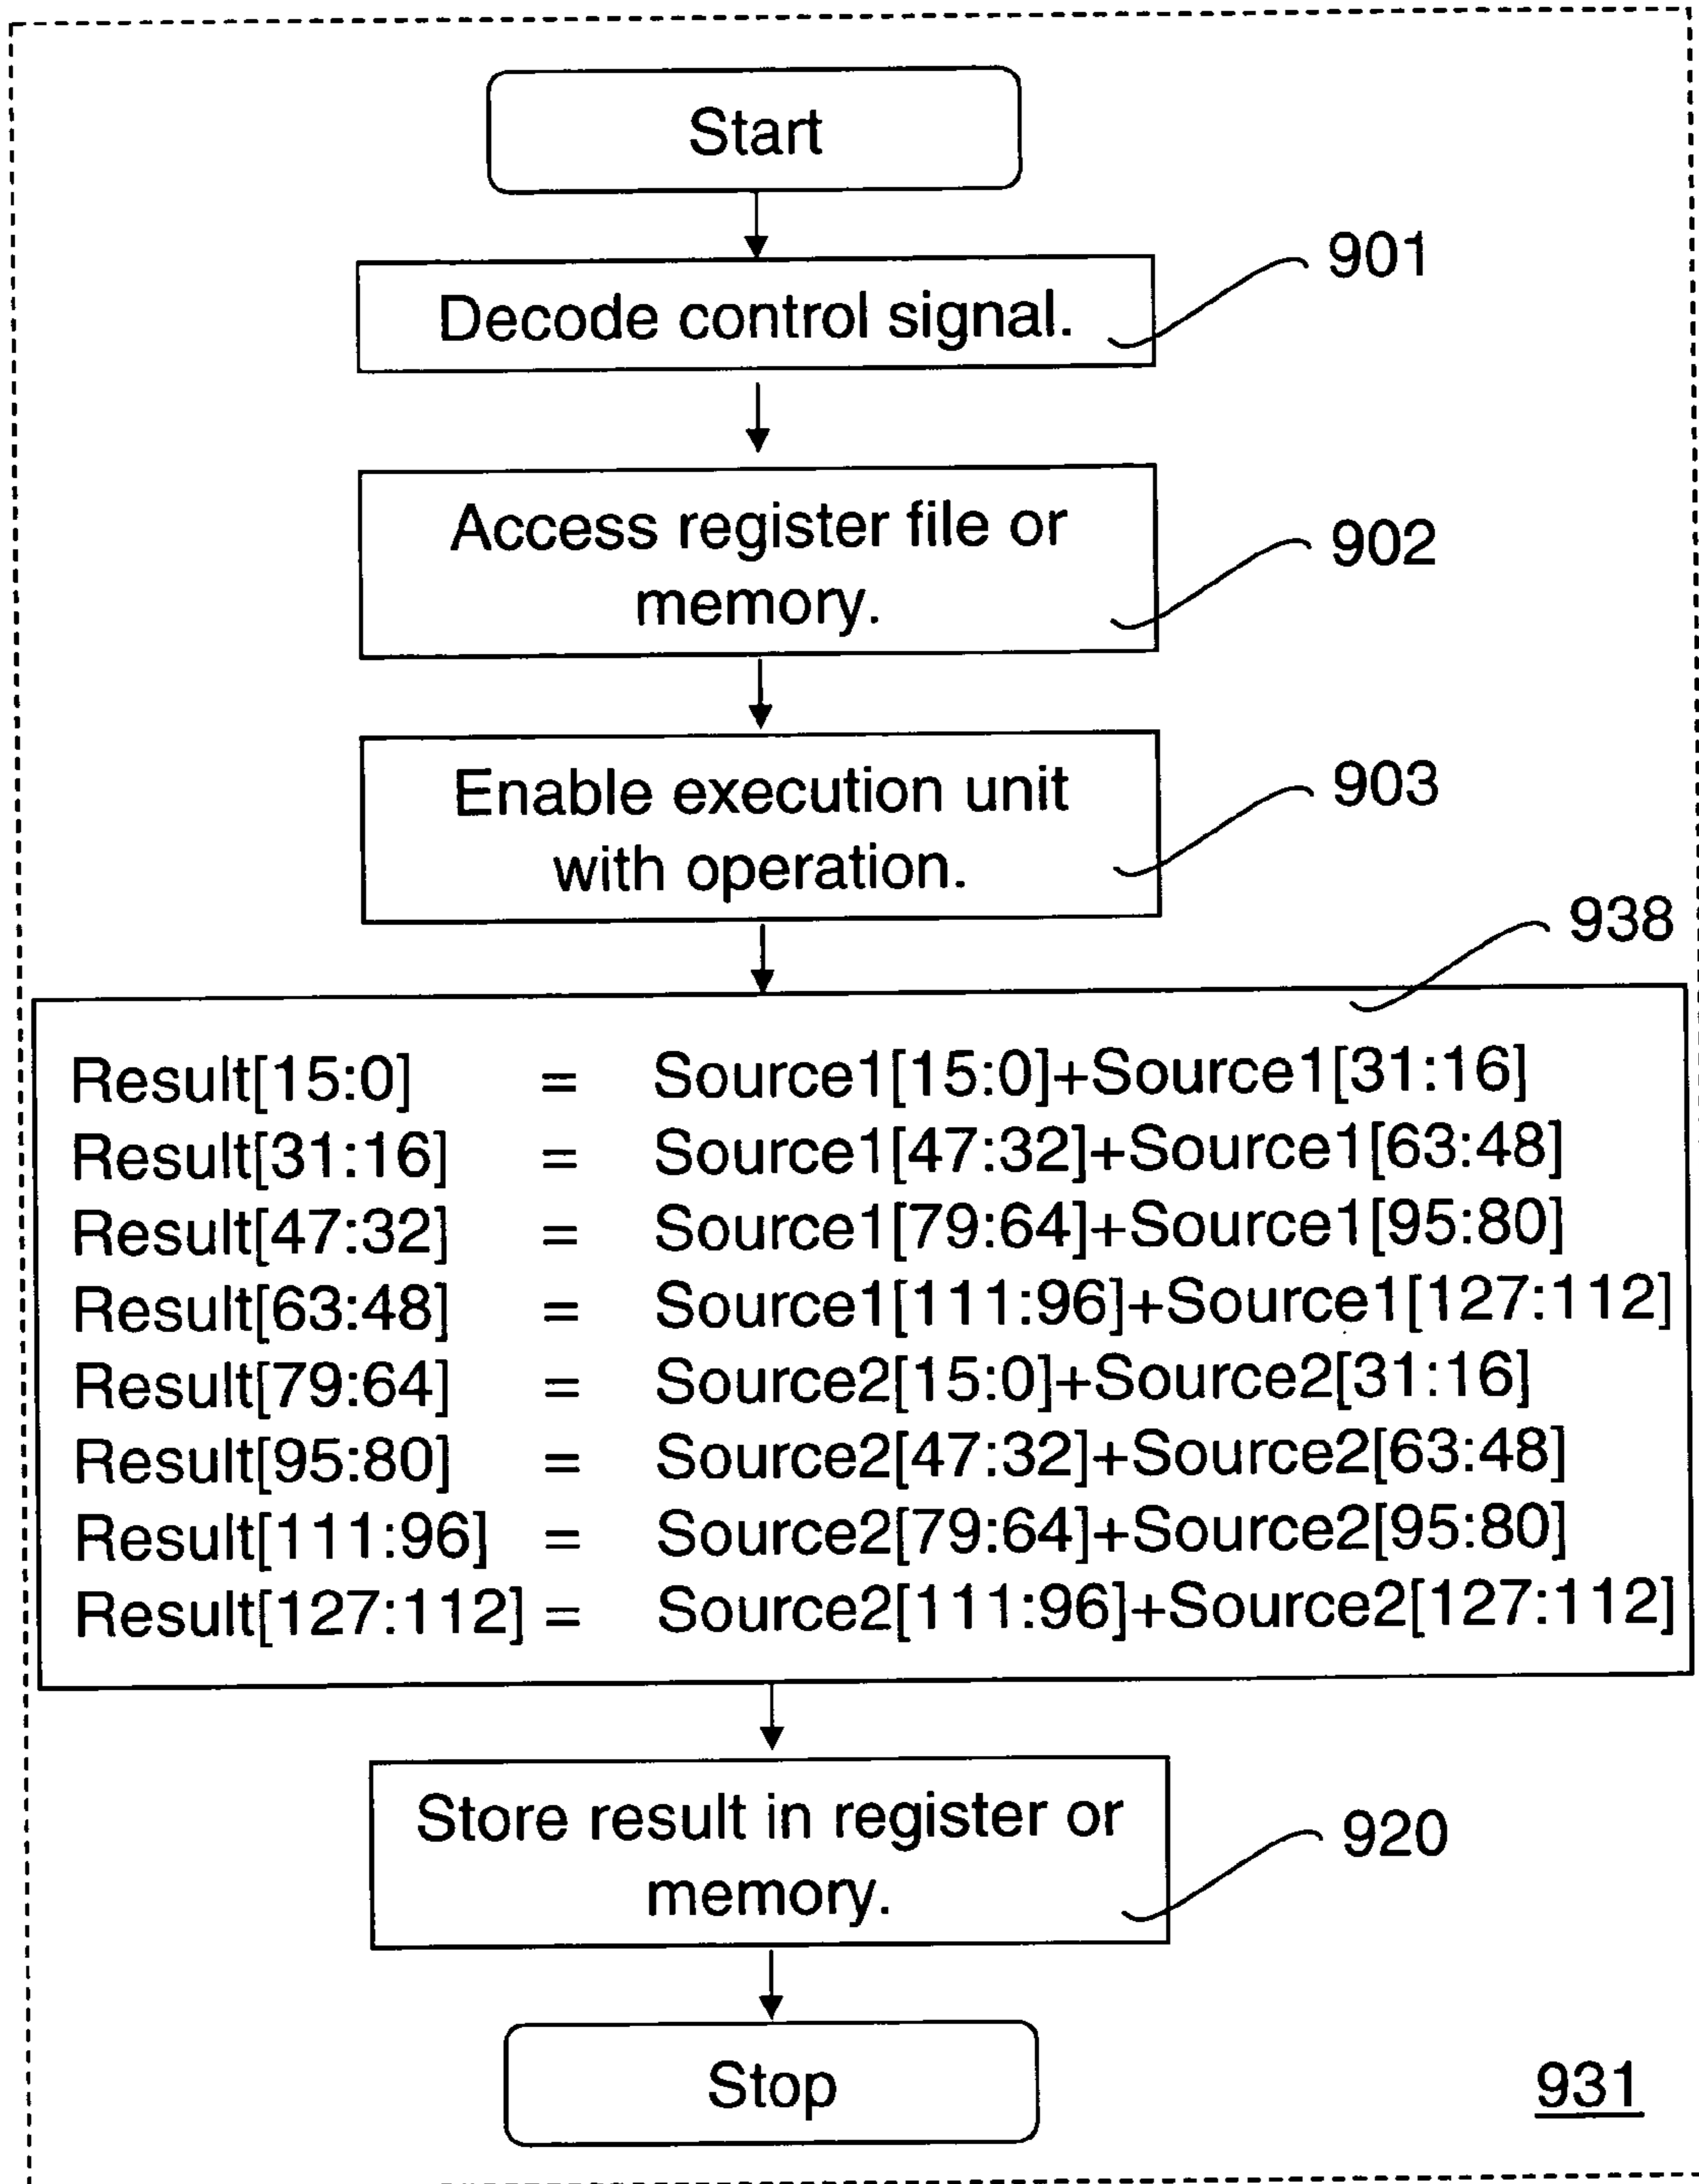 Start
901
Decode control signal.
Access register file or
memory.
902
Enable execution unit
with operation.
903
938
Result[15:0] = Source1[15:0]+Source1[31:16]
Result[31:16] = Source1[47:32]+Source1[63:48]
Result[47:32] = Source1[79:64]+Source1[95:80]
Result[63:48] = Source1[111:96]+Source1[127:112]
Result[79:64] = Source2[15:0]+Source2[31:16]
Result[95:80] = Source2[47:32]+Source2[63:48]
Result[111:96] = Source2[79:64]+Source2[95:80]
Result[127:112] = Source2[111:96]+Source2[127:112]
Store result in register or
memory.
920
Stop
931